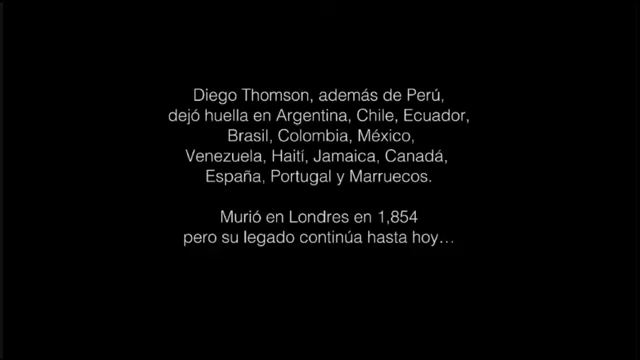 Diego Thomson, además de Perú,
dejó huella en Argentina, Chile, Ecuador,
Brasil, Colombia, México,
Venezuela, Haití, Jamaica, Canadá,
España, Portugal y Marruecos.
Murió en Londres en 1,854
pero su legado continúa hasta hoy...